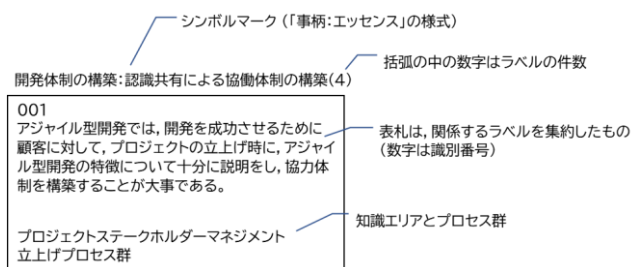 シンボルマーク(「事柄:エッセンス」の様式)
括弧の中の数字はラベルの件数
開発体制の構築:認識共有による協働体制の構築(4)
001
アジャイル型開発では,開発を成功させるために
顧客に対して,プロジェクトの立上げ時に,アジャイ
ル型開発の特徴について十分に説明をし,協力体
制を構築することが大事である。
表札は,関係するラベルを集約したもの
(数字は識別番号)
知識エリアとプロセス群
プロジェクトステークホルダーマネジメント
立上げプロセス群